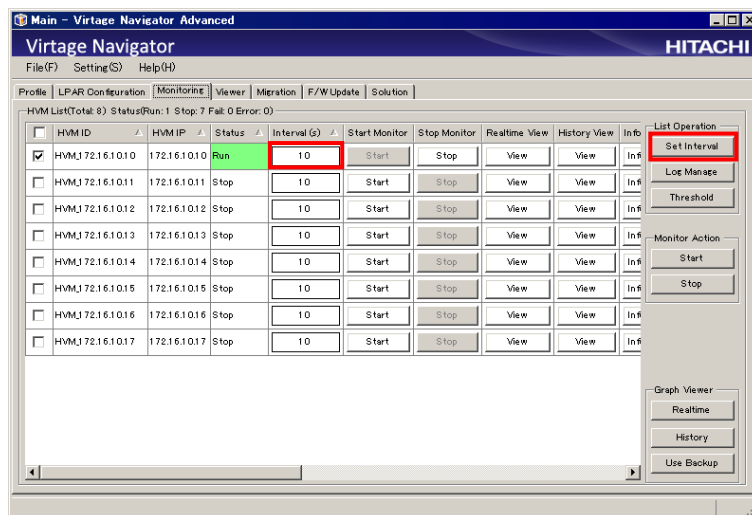 Main - Virtage Navigator Advanced
Virtage Navigator HITACHI
File(F) Setting(S) Help(H)
Profile LPAR Configuration Monitoring Viewer Migration F/W Update Solution
HVM List(Total: 8) Status(Run: 1 Stop: 7 Fail: 0 Error: 0)
HVM ID HVM IP Status Interval (s) Start Monitor Stop Monitor Realtime View History View Info
HVM_172.16.10.10 172.16.10.10 Run 10 Start Stop View View Inf
HVM_172.16.10.11 172.16.10.11 Stop 10 Start Stop View View Inf
HVM_172.16.10.12 172.16.10.12 Stop 10 Start Stop View View Inf
HVM_172.16.10.13 172.16.10.13 Stop 10 Start Stop View View Inf
HVM_172.16.10.14 172.16.10.14 Stop 10 Start Stop View View Inf
HVM_172.16.10.15 172.16.10.15 Stop 10 Start Stop View View Inf
HVM_172.16.10.16 172.16.10.16 Stop 10 Start Stop View View Inf
HVM_172.16.10.17 172.16.10.17 Stop 10 Start Stop View View Inf
List Operation
Set Interval
Log Manage
Threshold
Monitor Action
Start
Stop
Graph Viewer
Realtime
History
Use Backup